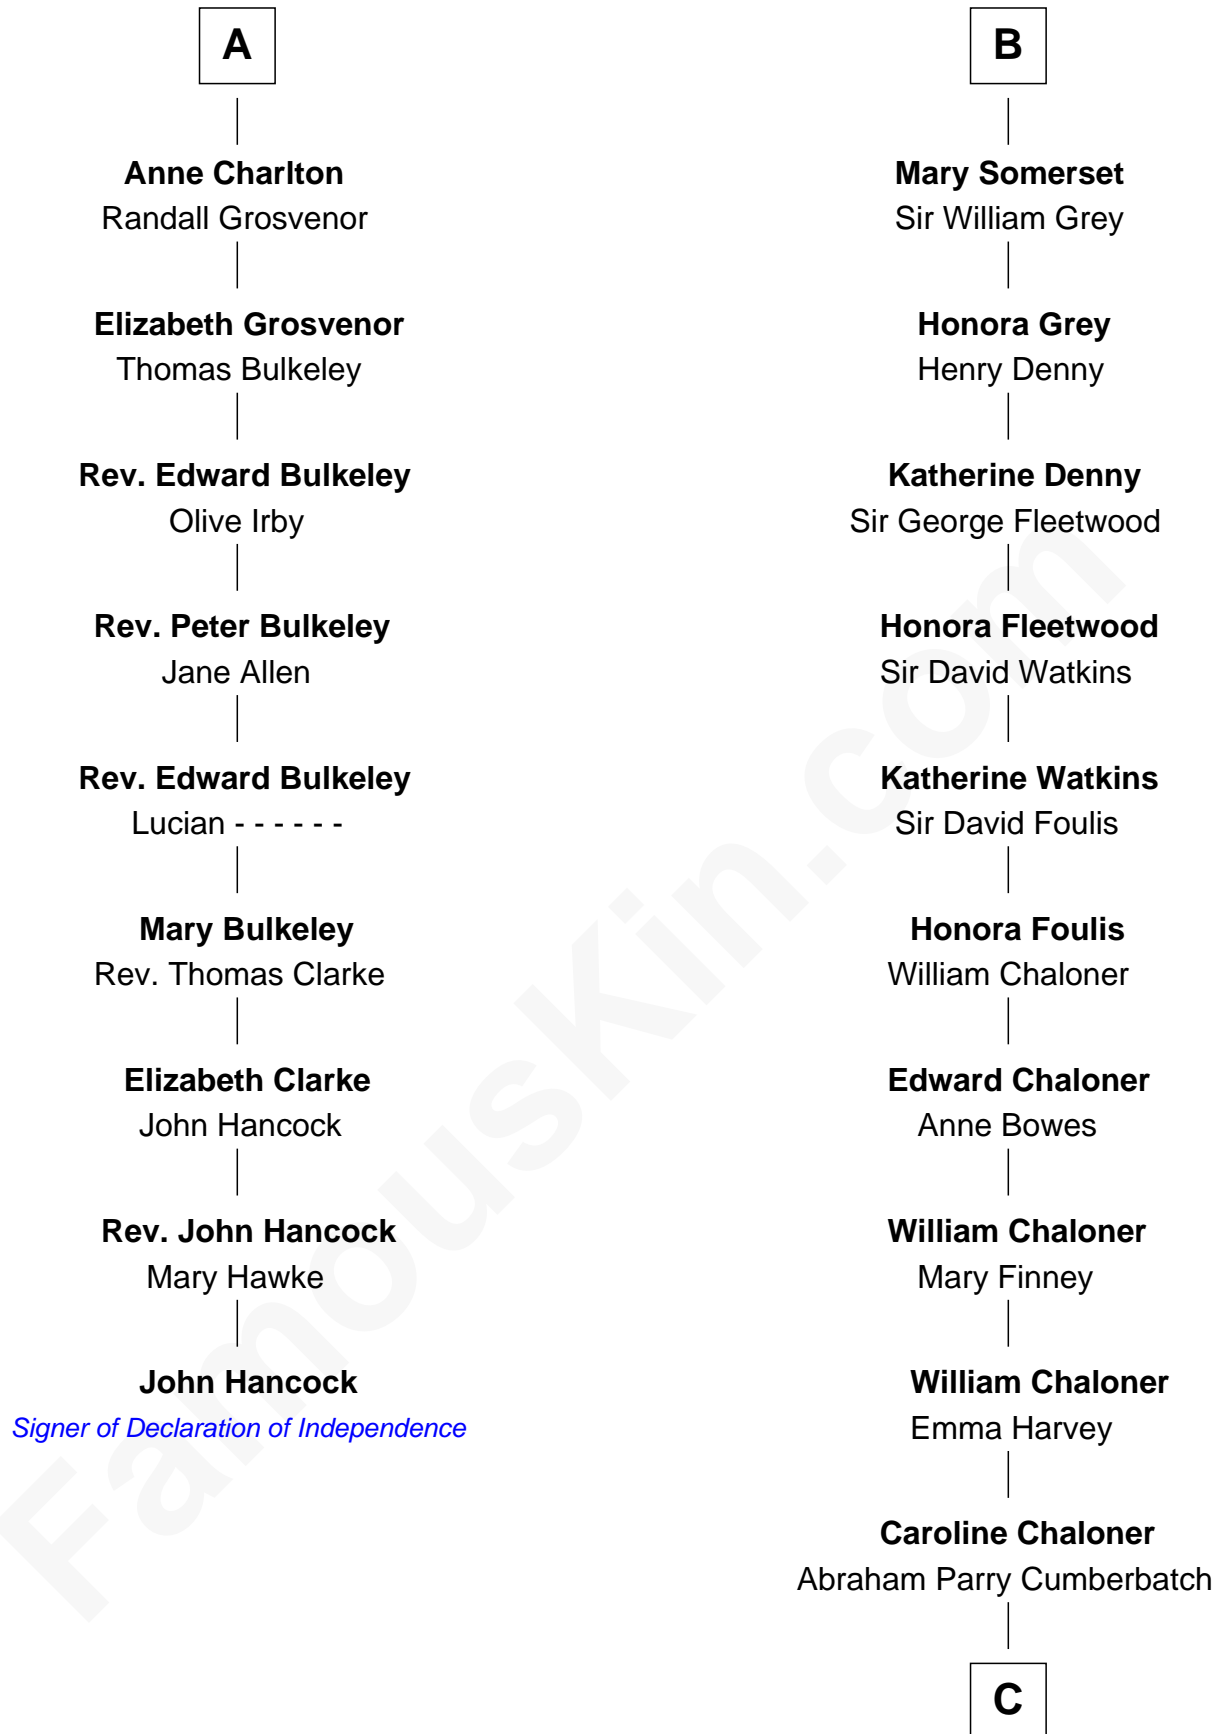 A
Anne Charlton
Randall Grosvenor
Elizabeth Grosvenor
Thomas Bulkeley
Rev. Edward Bulkeley
Olive Irby
Rev. Peter Bulkeley
Jane Allen
Rev. Edward Bulkeley
Lucian - - - - - -
Mary Bulkeley
Rev. Thomas Clarke
Elizabeth Clarke
John Hancock
Rev. John Hancock
Mary Hawke
John Hancock
Signer of Declaration of Independence
B
Mary Somerset
Sir William Grey
Honora Grey
Henry Denny
Katherine Denny
Sir George Fleetwood
Honora Fleetwood
Sir David Watkins
Katherine Watkins
Sir David Foulis
Honora Foulis
William Chaloner
Edward Chaloner
Anne Bowes
William Chaloner
Mary Finney
William Chaloner
Emma Harvey
Caroline Chaloner
Abraham Parry Cumberbatch
C
FamousKin.com